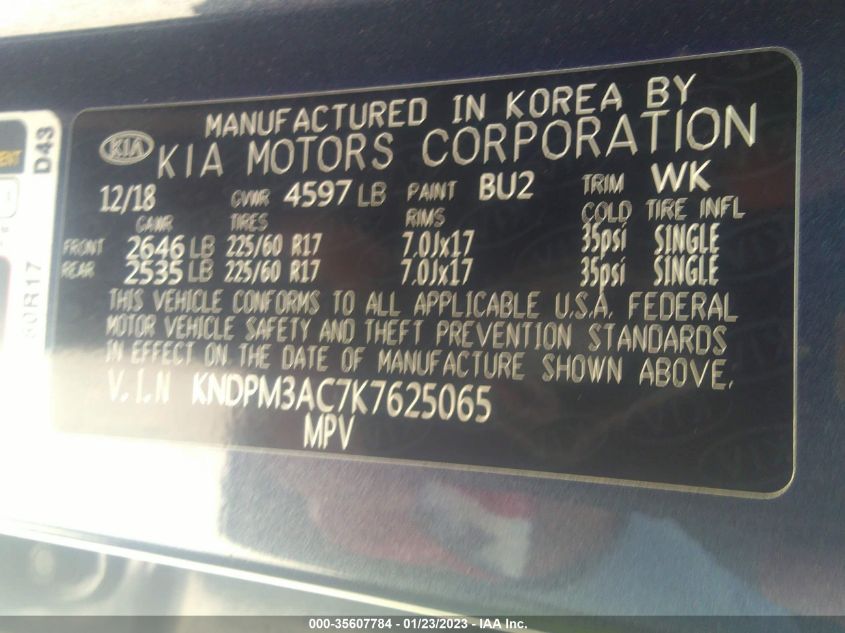 MANUFACTURED IN KOREA BY
KIA KIA MOTORS CORPORATION
12/18 GVWR 4597 LB PAINT BU2 TRIM WK
GAWR TIRES RIMS COLD TIRE INFL
FRONT 2646 LB 225/60 R17 7.0Jx17 35psi SINGLE
REAR 2535 LB 225/60 R17 7.0Jx17 35psi SINGLE
THIS VEHICLE CONFORMS TO ALL APPLICABLE U.S.A. FEDERAL
MOTOR VEHICLE SAFETY AND THEFT PREVENTION STANDARDS
IN EFFECT ON THE DATE OF MANUFACTURE SHOWN ABOVE.
V.I.N KNDPM3AC7K7625065
MPV
D43
000-35607784 / 01/23/2023 - IAA Inc.